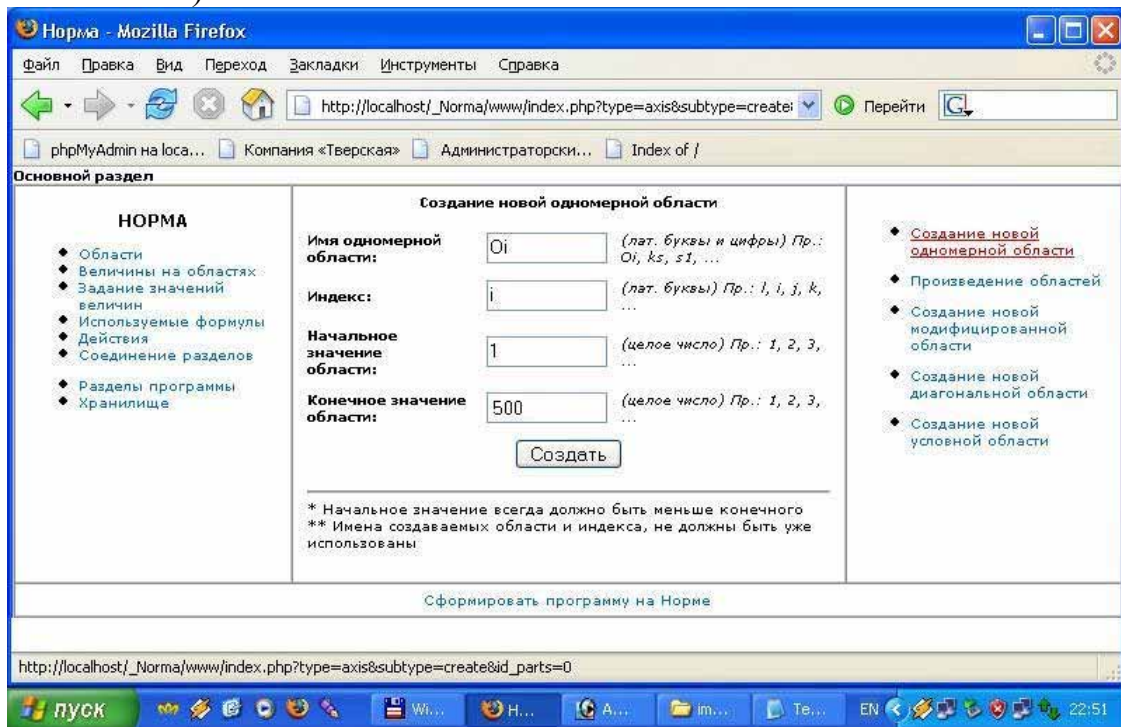 )
Норма - Mozilla Firefox
Файл Правка Вид Переход Закладки Инструменты Справка
http://localhost/_Norma/www/index.php?type=axis&subtype=createi
Перейти
G
phpMyAdmin на loca... Компания «Тверская» Администраторски... Index of /
Основной раздел
НОРМА
Области
Величины на областях
Задание значений
величин
Используемые формулы
Действия
Соединение разделов
Разделы программы
Хранилище
Создание новой одномерной области
Имя одномерной
области:
Oi
(лат. буквы и цифры) Пр.:
Oi, ks, s1, ...
Индекс:
i
(лат. буквы) Пр.: l, i, j, k,
...
Начальное
значение
области:
1
(целое число) Пр.: 1, 2, 3,
...
Конечное значение
области:
500
(целое число) Пр.: 1, 2, 3,
...
Создать
* Начальное значение всегда должно быть меньше конечного
** Имена создаваемых области и индекса, не должны быть уже
использованы
Создание новой
одномерной области
Произведение областей
Создание новой
модифицированной
области
Создание новой
диагональной области
Создание новой
условной области
Сформировать программу на Норме
http://localhost/_Norma/www/index.php?type=axis&subtype=create&id_parts=0
пуск Wi... Н... A... im... Te... EN 22:51